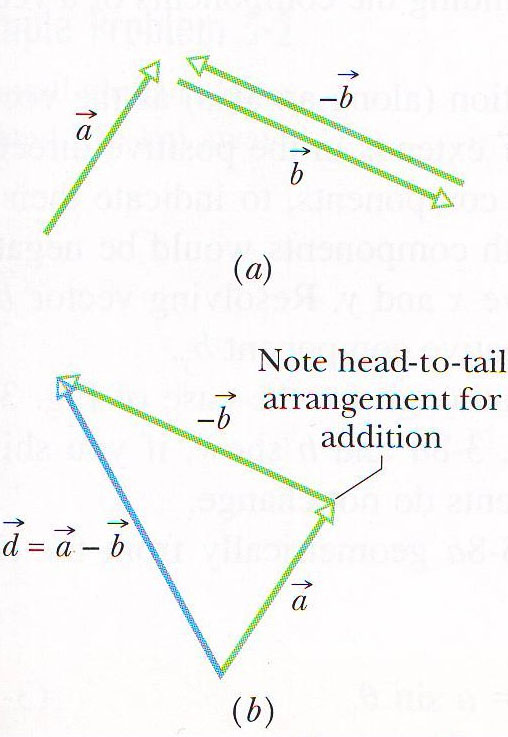 a⃗
-b⃗
b⃗
(a)
Note head-to-tail
arrangement for
addition
-b⃗
d⃗ = a⃗ - b⃗
a⃗
(b)